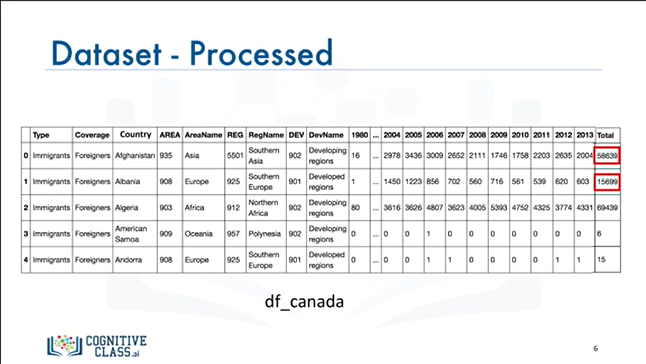 Dataset - Processed
Type Coverage Country AREA AreaName REG RegName DEV DevName 1980 ... 2004 2005 2006 2007 2008 2009 2010 2011 2012 2013 Total
0 Immigrants Foreigners Afghanistan 935 Asia 5501 Southern Asia 902 Developing regions 16 ... 2978 3436 3009 2652 2111 1746 1758 2203 2635 2004 58639
1 Immigrants Foreigners Albania 908 Europe 925 Southern Europe 901 Developed regions 1 ... 1450 1223 856 702 560 716 561 539 620 603 15699
2 Immigrants Foreigners Algeria 903 Africa 912 Northern Africa 902 Developing regions 80 ... 3616 3626 4807 3623 4005 5393 4752 4325 3774 4331 69439
3 Immigrants Foreigners American Samoa 909 Oceania 957 Polynesia 902 Developing regions 0 ... 0 0 1 0 0 0 0 0 0 0 6
4 Immigrants Foreigners Andorra 908 Europe 925 Southern Europe 901 Developed regions 0 ... 0 0 1 1 0 0 0 0 1 1 15
df_canada
COGNITIVE
CLASS.ai
6